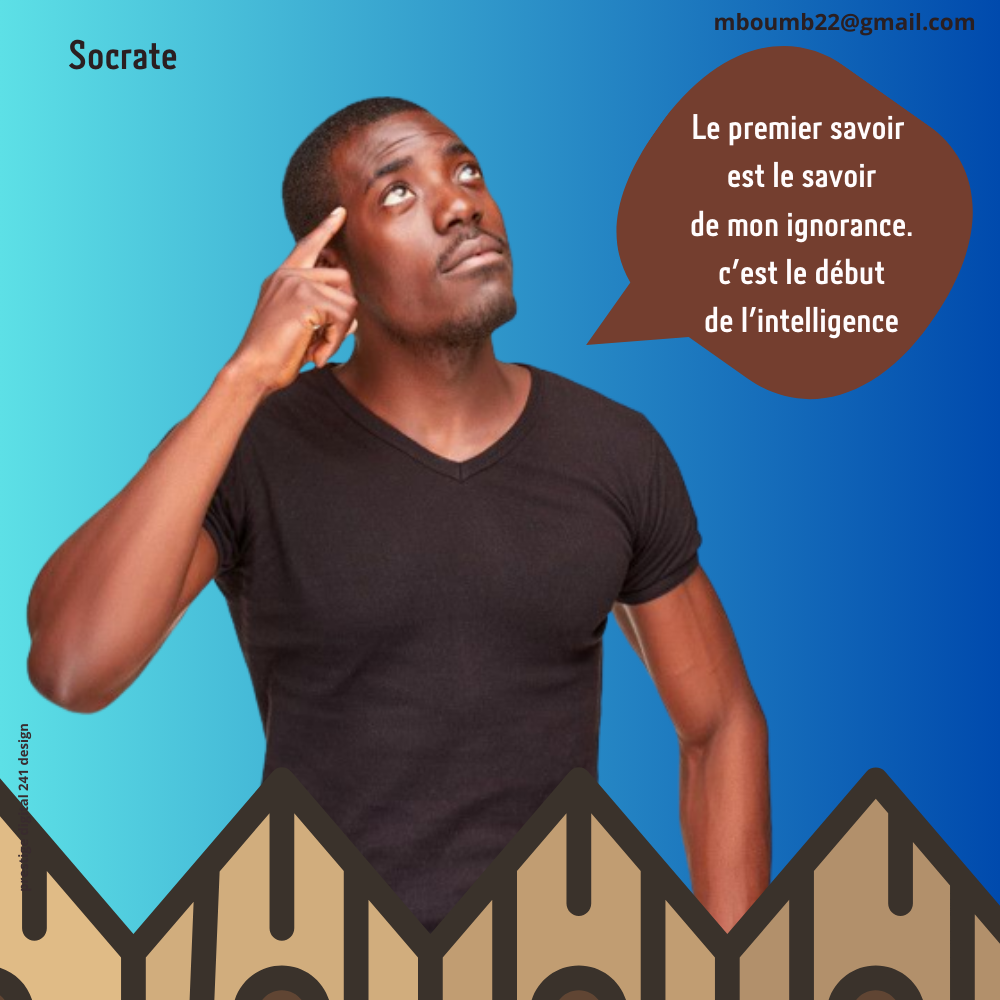 mboumb22@gmail.com
Socrate
Le premier savoir
est le savoir
de mon ignorance.
c'est le début
de l'intelligence
241 design